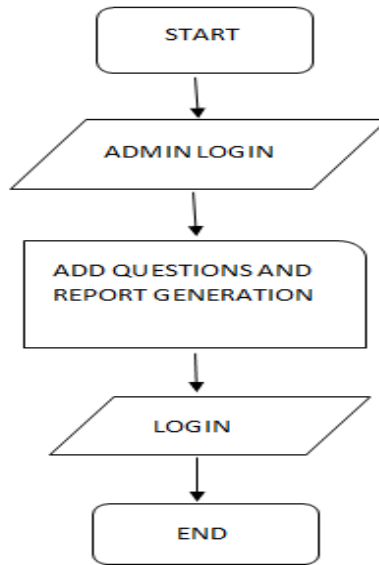 START
ADMIN LOGIN
ADD QUESTIONS AND
REPORT GENERATION
LOGIN
END